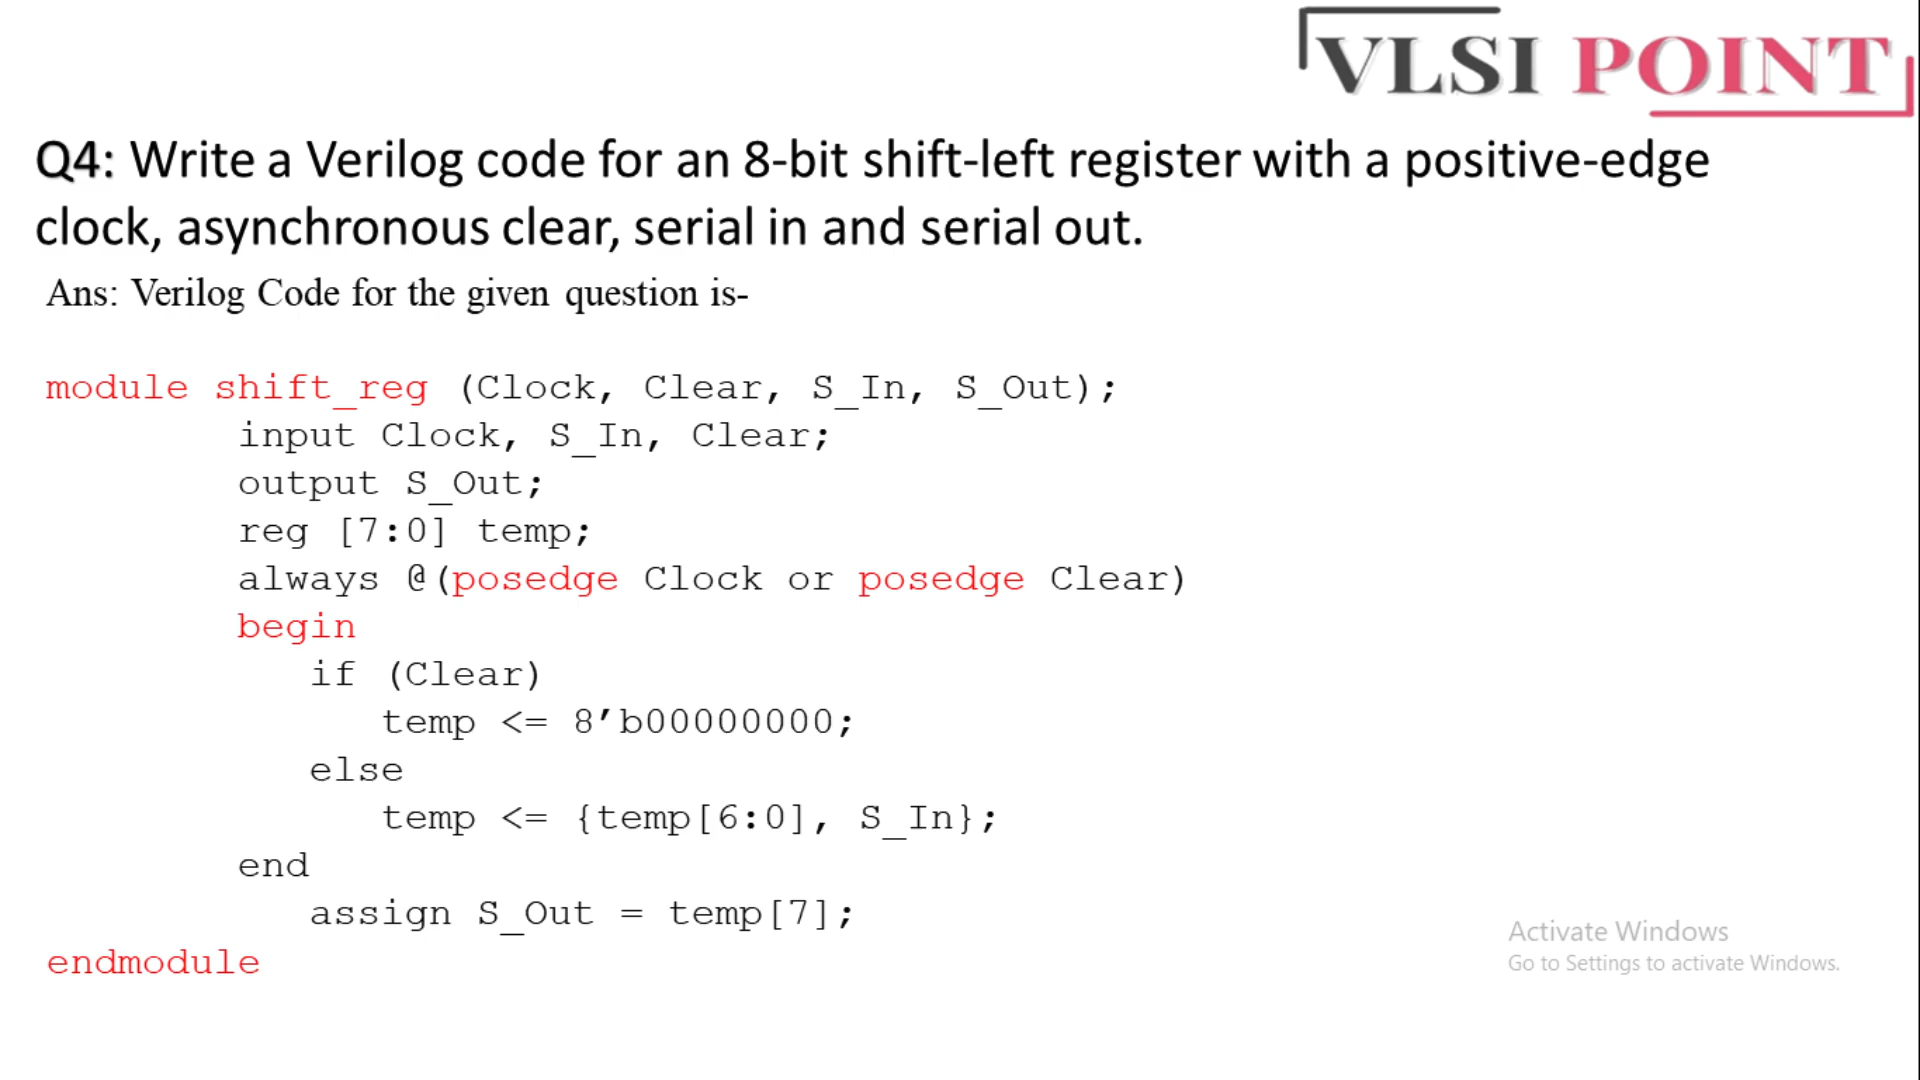 VLSI POINT
Q4: Write a Verilog code for an 8-bit shift-left register with a positive-edge
clock, asynchronous clear, serial in and serial out.
Ans: Verilog Code for the given question is-
module shift_reg (Clock, Clear, S_In, S_Out);
input Clock, S_In, Clear;
output S_Out;
reg [7:0] temp;
always @(posedge Clock or posedge Clear)
begin
if (Clear)
temp <= 8’b00000000;
else
temp <= {temp[6:0], S_In};
end
assign S_Out = temp[7];
endmodule
Activate Windows
Go to Settings to activate Windows.